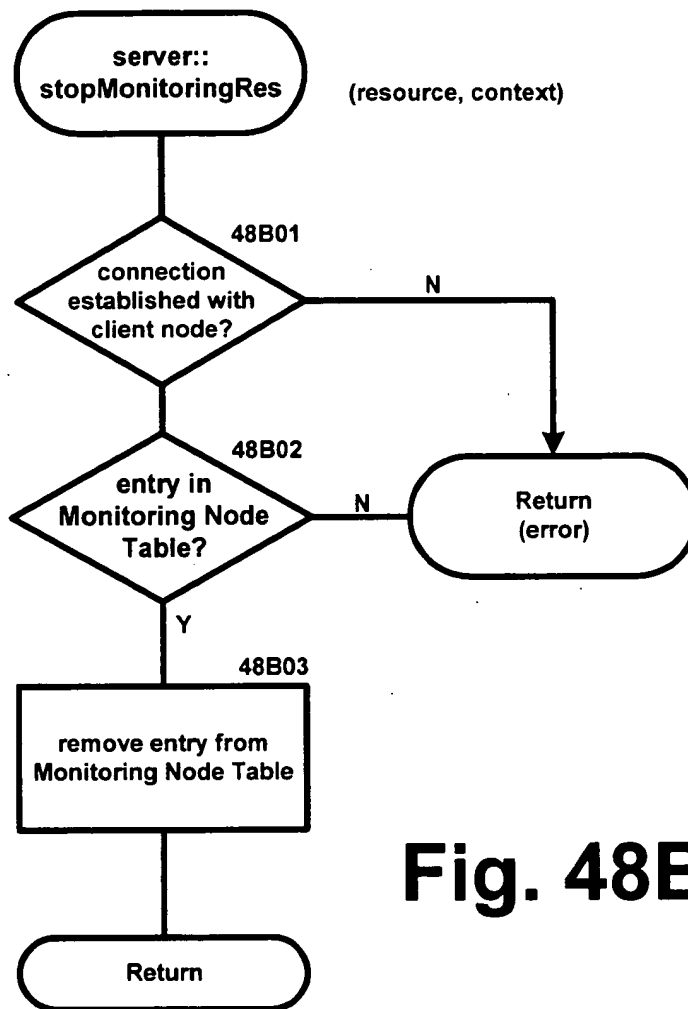 server::
stopMonitoringRes
(resource, context)
48B01
connection
established with
client node?
N
48B02
entry in
Monitoring Node
Table?
N
Return
(error)
Y
48B03
remove entry from
Monitoring Node Table
Fig. 48B
Return